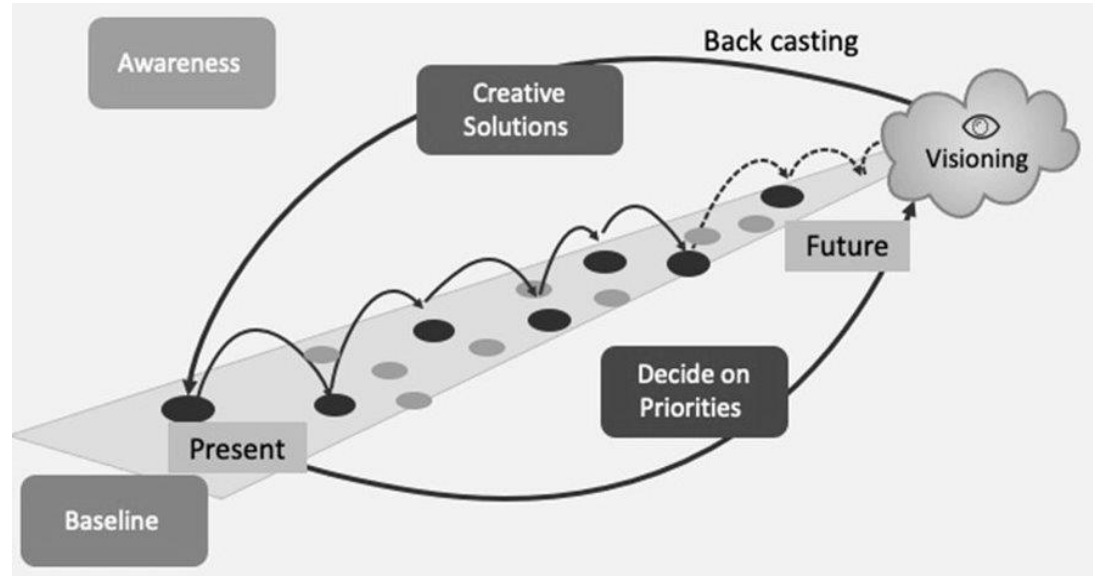 Awareness
Back casting
Creative
Solutions
Visioning
Future
Decide on
Priorities
Present
Baseline